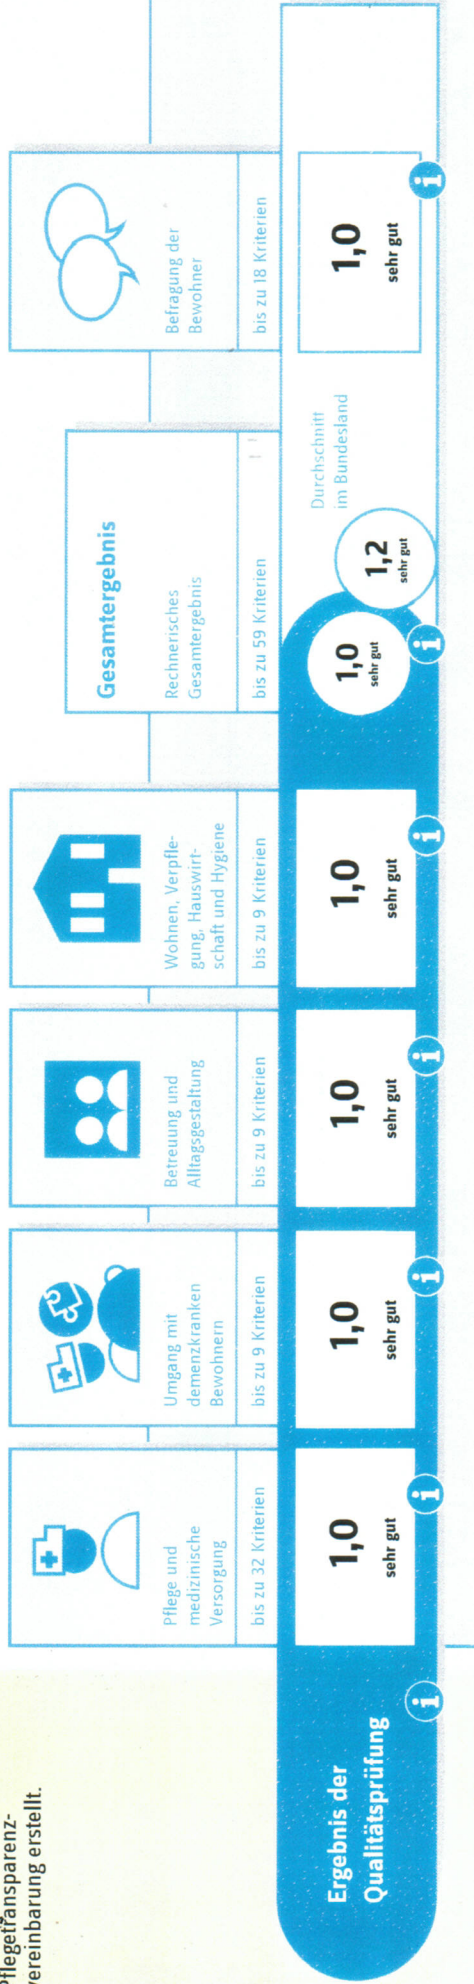 Pflegetransparenz-
vereinbarung erstellt.
Pflege und
medizinische
Versorgung
bis zu 32 Kriterien
Umgang mit
demenzkranken
Bewohnern
bis zu 9 Kriterien
Betreuung und
Alltagsgestaltung
bis zu 9 Kriterien
Wohnen, Verpfle-
gung, Hauswirt-
schaft und Hygiene
bis zu 9 Kriterien
Gesamtergebnis
Rechnerisches
Gesamtergebnis
bis zu 59 Kriterien
Befragung der
Bewohner
bis zu 18 Kriterien
Ergebnis der
Qualitätsprüfung
i
1,0
sehr gut
i
1,0
sehr gut
i
1,0
sehr gut
i
1,0
sehr gut
i
1,0
sehr gut
i
Durchschnitt
im Bundesland
1,2
sehr gut
1,0
sehr gut
i